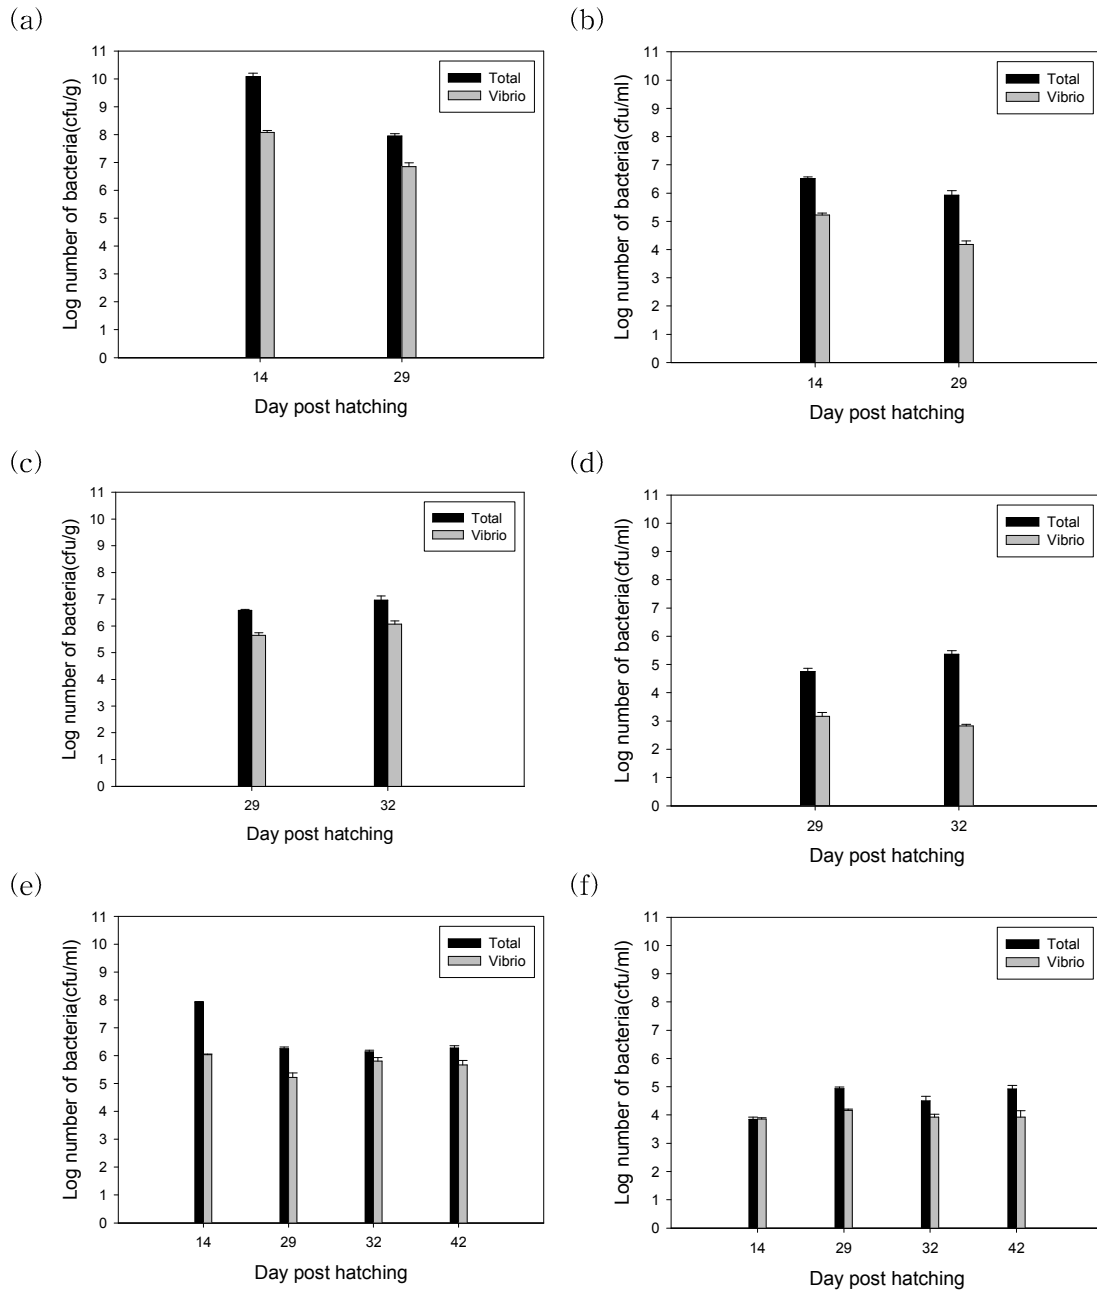 (a)
11
10
9
8
7
6
5
4
3
2
1
0
Log number of bacteria(cfu/g)
Total
Vibrio
14 29
Day post hatching
(b)
11
10
9
8
7
6
5
4
3
2
1
0
Log number of bacteria(cfu/ml)
Total
Vibrio
14 29
Day post hatching
(c)
11
10
9
8
7
6
5
4
3
2
1
0
Log number of bacteria(cfu/g)
Total
Vibrio
29 32
Day post hatching
(d)
11
10
9
8
7
6
5
4
3
2
1
0
Log number of bacteria(cfu/ml)
Total
Vibrio
29 32
Day post hatching
(e)
11
10
9
8
7
6
5
4
3
2
1
0
Log number of bacteria(cfu/ml)
Total
Vibrio
14 29 32 42
Day post hatching
(f)
11
10
9
8
7
6
5
4
3
2
1
0
Log number of bacteria(cfu/ml)
Total
Vibrio
14 29 32 42
Day post hatching